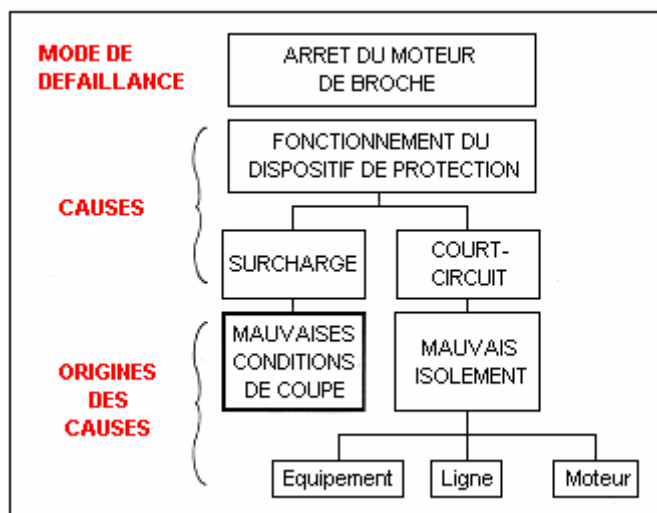 MODE DE
DEFAILLANCE
ARRET DU MOTEUR
DE BROCHE
CAUSES
FONCTIONNEMENT DU
DISPOSITIF DE PROTECTION
SURCHARGE
COURT-
CIRCUIT
ORIGINES
DES
CAUSES
MAUVAISES
CONDITIONS
DE COUPE
MAUVAIS
ISOLEMENT
Equipement
Ligne
Moteur